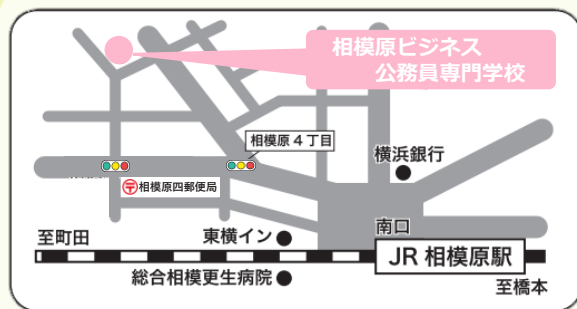 相模原ビジネス
公務員専門学校
相模原4丁目
横浜銀行
〒相模原四郵便局
南口
至町田
東横イン
JR 相模原駅
総合相模更生病院
至橋本